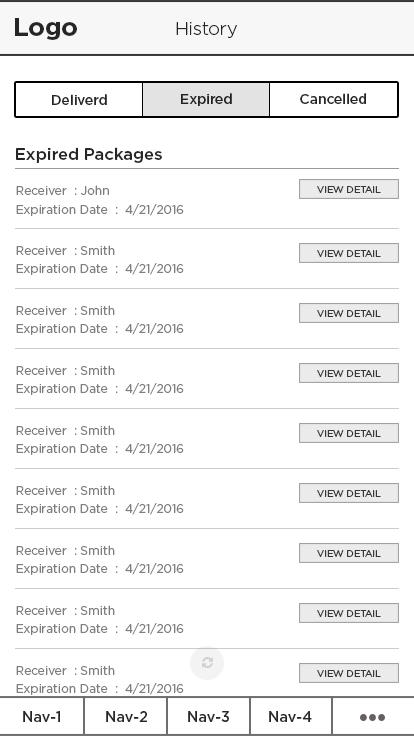 Logo
History
Deliverd
Expired
Cancelled
Expired Packages
Receiver : John
VIEW DETAIL
Expiration Date : 4/21/2016
Receiver : Smith
VIEW DETAIL
Expiration Date : 4/21/2016
Receiver : Smith
VIEW DETAIL
Expiration Date : 4/21/2016
Receiver : Smith
VIEW DETAIL
Expiration Date : 4/21/2016
Receiver : Smith
VIEW DETAIL
Expiration Date : 4/21/2016
Receiver : Smith
VIEW DETAIL
Expiration Date : 4/21/2016
Receiver : Smith
VIEW DETAIL
Expiration Date : 4/21/2016
Receiver : Smith
VIEW DETAIL
Expiration Date : 4/21/2016
Receiver : Smith
VIEW DETAIL
Expiration Date : 4/21/2016
Nav-1
Nav-2
Nav-3
Nav-4